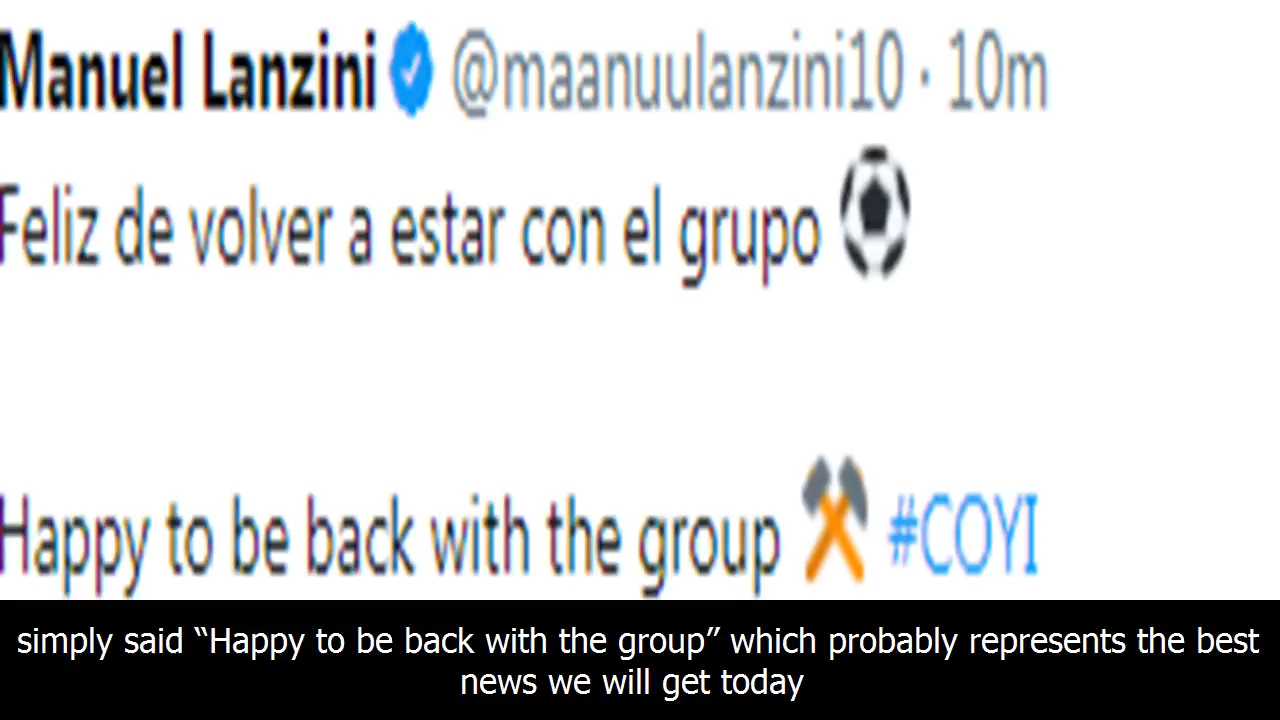 Manuel Lanzini @maanuulanzini10 · 10m
Feliz de volver a estar con el grupo ⚽
Happy to be back with the group ⚒ #COYI
simply said “Happy to be back with the group” which probably represents the best
news we will get today